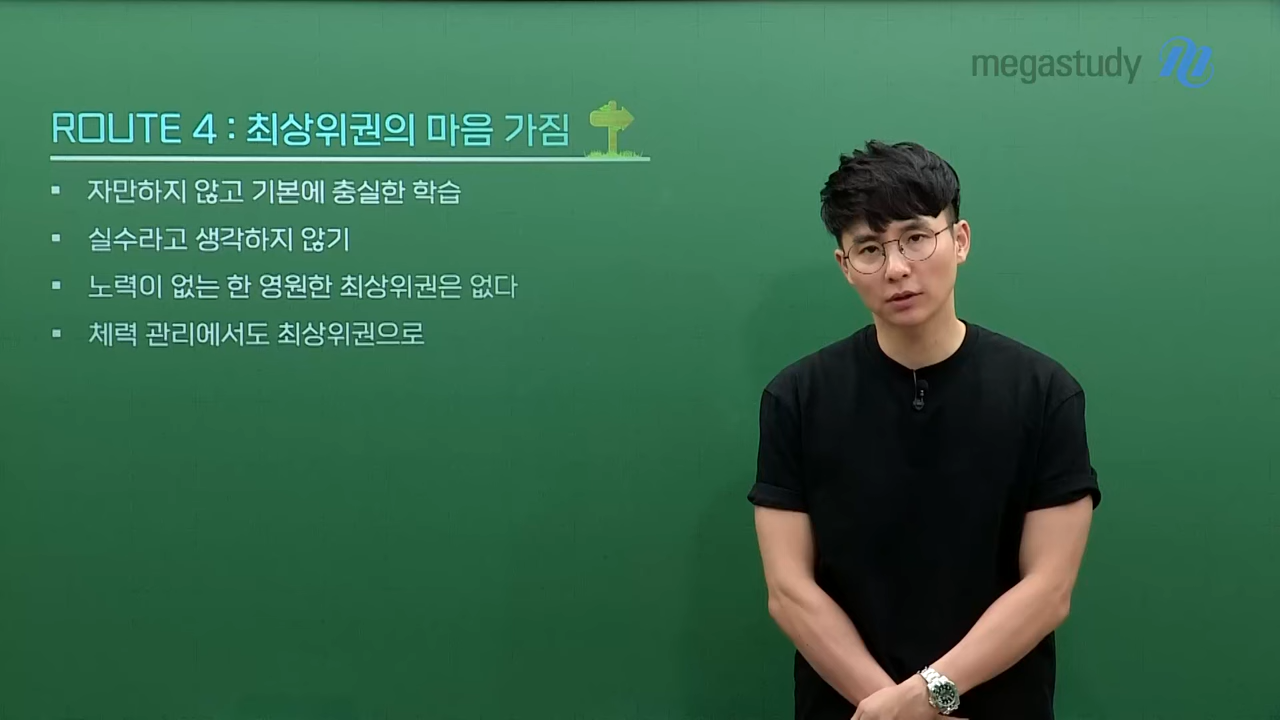 megastudy
ROUTE 4 : 최상위권의 마음 가짐
▪ 자만하지 않고 기본에 충실한 학습
▪ 실수라고 생각하지 않기
▪ 노력이 없는 한 영원한 최상위권은 없다
▪ 체력 관리에서도 최상위권으로